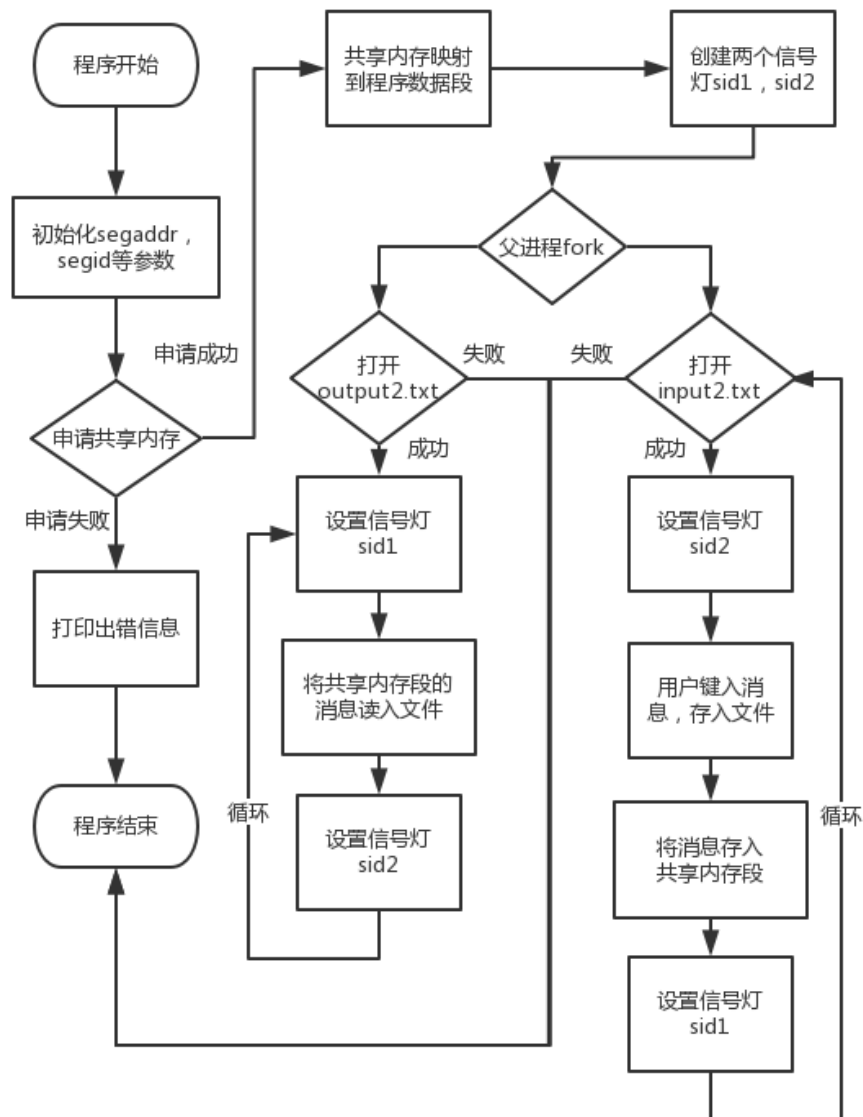 程序开始
共享内存映射
到程序数据段
创建两个信号
灯sid1，sid2
初始化segaddr，
segid等参数
父进程fork
申请成功
打开
output2.txt
失败
失败
打开
input2.txt
申请共享内存
成功
成功
申请失败
设置信号灯
sid1
设置信号灯
sid2
打印出错信息
将共享内存段的
消息读入文件
用户键入消
息，存入文件
程序结束
循环
设置信号灯
sid2
将消息存入
共享内存段
循环
设置信号灯
sid1